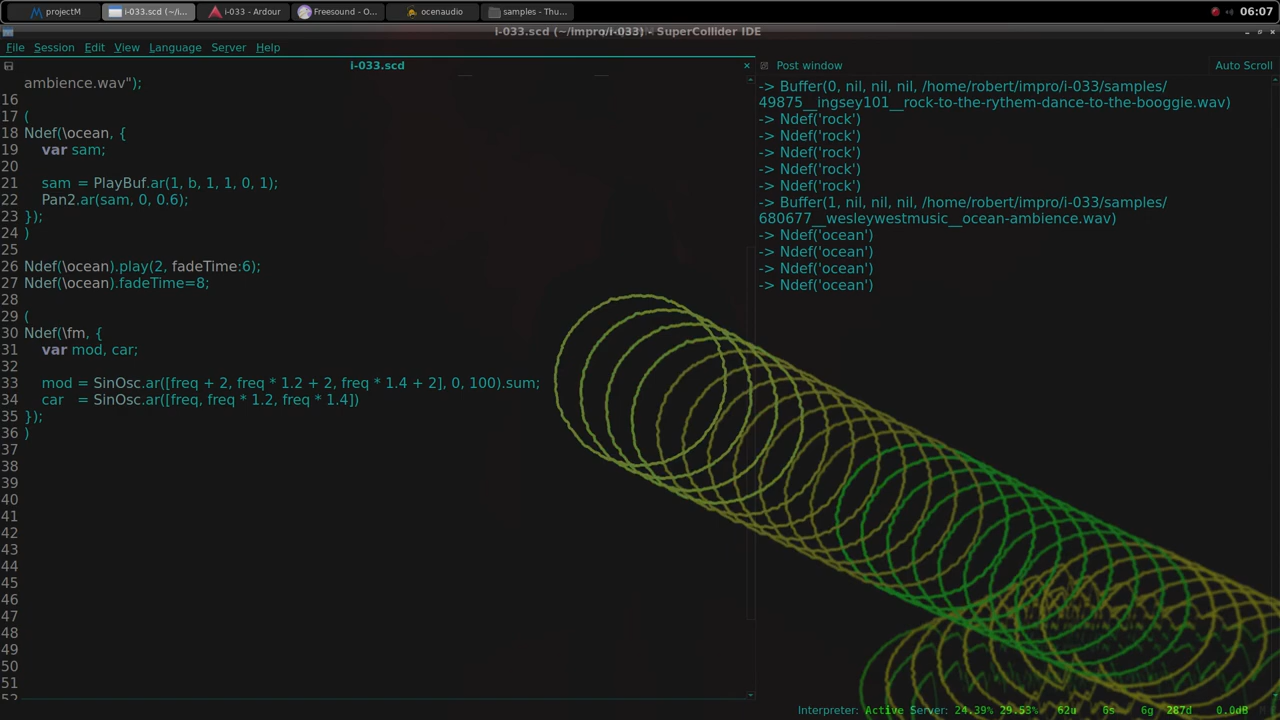 projectM
i-033.scd (~/i...
i-033 - Ardour
Freesound - O...
ocenaudio
samples - Thu...
06:07
i-033.scd (~/impro/i-033) - SuperCollider IDE
File Session Edit View Language Server Help
i-033.scd
Post window
Auto Scroll
ambience.wav");
16
17 (
18 Ndef(\ocean, {
19 var sam;
20
21 sam = PlayBuf.ar(1, b, 1, 1, 0, 1);
22 Pan2.ar(sam, 0, 0.6);
23 });
24 )
25
26 Ndef(\ocean).play(2, fadeTime:6);
27 Ndef(\ocean).fadeTime=8;
28
29 (
30 Ndef(\fm, {
31 var mod, car;
32
33 mod = SinOsc.ar([freq + 2, freq * 1.2 + 2, freq * 1.4 + 2], 0, 100).sum;
34 car = SinOsc.ar([freq, freq * 1.2, freq * 1.4])
35 });
36 )
37
38
39
40
41
42
43
44
45
46
47
48
49
50
51
52
-> Buffer(0, nil, nil, nil, /home/robert/impro/i-033/samples/
49875__ingsey101__rock-to-the-rythem-dance-to-the-booggie.wav)
-> Ndef('rock')
-> Ndef('rock')
-> Ndef('rock')
-> Ndef('rock')
-> Ndef('rock')
-> Buffer(1, nil, nil, nil, /home/robert/impro/i-033/samples/
680677__wesleywestmusic__ocean-ambience.wav)
-> Ndef('ocean')
-> Ndef('ocean')
-> Ndef('ocean')
-> Ndef('ocean')
Interpreter: Active Server: 24.39% 29.53% 62u 6s 6g 287d 0.0dB